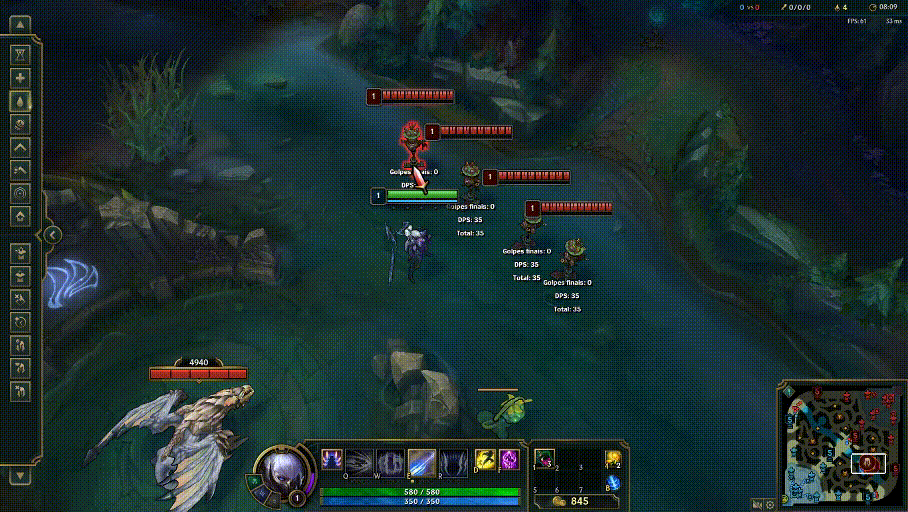 0 vs 0 0/0/0 4 08:09
FPS: 61 33 ms
1
1
Golpes finais: 0
DPS:
1
1
Golpes finais: 0
DPS: 35
Total: 35
1
Golpes finais: 0
DPS: 35
Total: 35
Golpes finais: 0
DPS: 35
Total: 35
4940
Q W E R D F
2 3
5 6 7 B
1
580 / 580
350 / 350
845